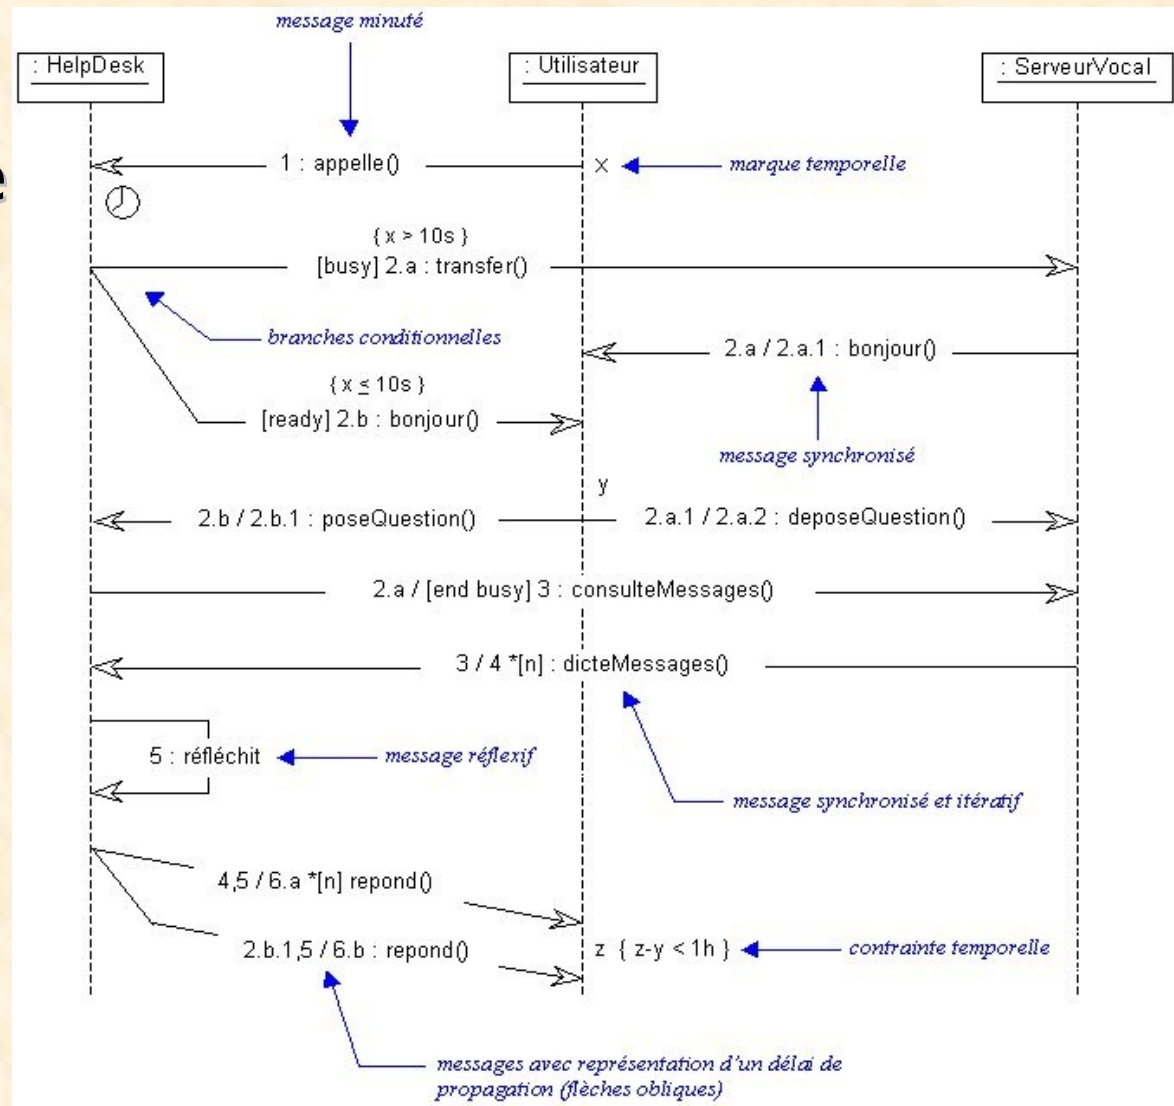 message minuté
: HelpDesk
: Utilisateur
: ServeurVocal
1 : appelle()
x
marque temporelle
e
{ x > 10s }
[busy] 2.a : transfer()
branches conditionnelles
2.a / 2.a.1 : bonjour()
{ x ≤ 10s }
[ready] 2.b : bonjour()
message synchronisé
y
2.b / 2.b.1 : poseQuestion()
2.a.1 / 2.a.2 : deposeQuestion()
2.a / [end busy] 3 : consulteMessages()
3 / 4 *[n] : dicteMessages()
5 : réfléchit
message réflexif
message synchronisé et itératif
4,5 / 6.a *[n] repond()
2.b.1,5 / 6.b : repond()
z { z-y < 1h }
contrainte temporelle
messages avec représentation d'un délai de
propagation (flèches obliques)